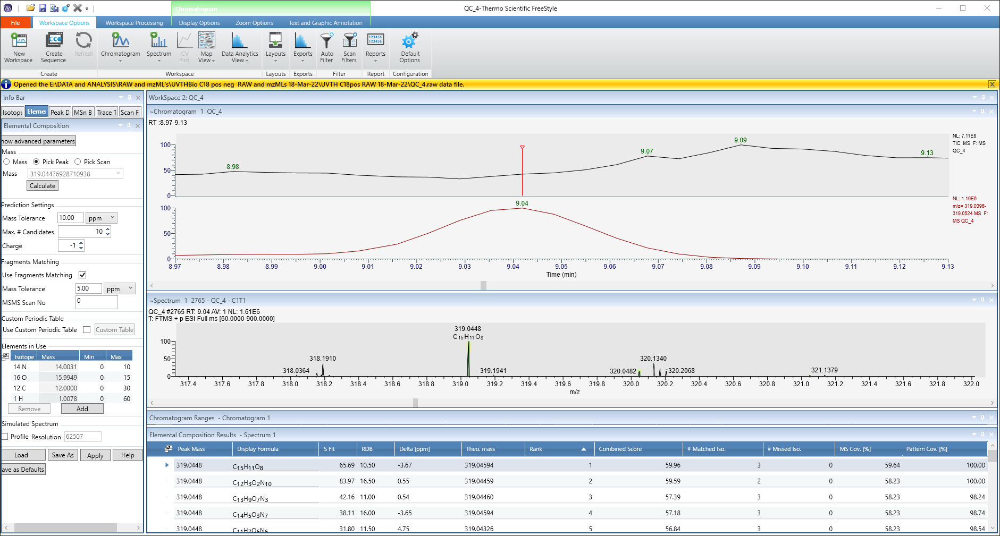 Chromatogram
QC_4-Thermo Scientific FreeStyle
File
Workspace Options
Workspace Processing
Display Options
Zoom Options
Text and Graphic Annotation
New Workspace
Create Sequence
Refresh
Chromatogram
Spectrum
CV Plot
Map View
Data Analytics View
Layouts
Exports
Auto Filter
Scan Filters
Reports
Default Options
Create
Workspace
Layouts
Exports
Filter
Report
Configuration
Opened the E:\DATA and ANALYSIS\RAW and mzML's\UVTHBio C18 pos neg  RAW and mzMLs 18-Mar-22\UVTH C18pos RAW 18-Mar-22\QC_4.raw data file.
Info Bar
Isotope
Eleme
Peak D
MSn B
Trace T
Scan F
Elemental Composition
how advanced parameters
Mass
Mass Pick Peak Pick Scan
Mass 319.04476928710938
Calculate
Prediction Settings
Mass Tolerance 10.00 ppm
Max. # Candidates 10
Charge -1
Fragments Matching
Use Fragments Matching
Mass Tolerance 5.00 ppm
MSMS Scan No 0
Custom Periodic Table
Use Custom Periodic Table Custom Table
Elements in Use
Isotope Mass Min Max
14 N 14.0031 0 10
16 O 15.9949 0 15
12 C 12.0000 0 30
1 H 1.0078 0 60
Remove Add
Simulated Spectrum
Profile Resolution 62507
Load Save As Apply Help
ave as Defaults
WorkSpace 2: QC_4
~Chromatogram 1 QC_4
RT :8.97-9.13
100
50
0
8.98
9.07
9.09
9.13
NL: 7.11E8
TIC MS F: MS
QC_4
100
50
0
9.04
NL: 1.19E6
m/z= 319.0396-
319.0524 MS F:
MS QC_4
8.97 8.98 8.99 9.00 9.01 9.02 9.03 9.04 9.05 9.06 9.07 9.08 9.09 9.10 9.11 9.12 9.13
Time (min)
~Spectrum 1 2765 - QC_4 - C1T1
QC_4 #2765 RT: 9.04 AV: 1 NL: 1.61E6
T: FTMS + p ESI Full ms [60.0000-900.0000]
319.0448
C15H11O8
100
50
0
318.0364
318.1910
319.1941
320.0482
320.1340
320.2068
321.1379
317.4 317.6 317.8 318.0 318.2 318.4 318.6 318.8 319.0 319.2 319.4 319.6 319.8 320.0 320.2 320.4 320.6 320.8 321.0 321.2 321.4 321.6 321.8 322.0
m/z
Chromatogram Ranges - Chromatogram 1
Elemental Composition Results - Spectrum 1
Peak Mass Display Formula S Fit RDB Delta [ppm] Theo. mass Rank Combined Score # Matched Iso. # Missed Iso. MS Cov. [%] Pattern Cov. [%]
319.0448 C15H11O8 65.69 10.50 -3.67 319.04594 1 59.96 3 0 59.64 100.00
319.0448 C12H3O2N10 83.97 16.50 0.55 319.04459 2 59.59 2 0 58.23 100.00
319.0448 C13H9O7N3 42.16 11.00 0.54 319.04460 3 57.39 3 0 58.23 98.24
319.0448 C14H5O3N7 38.11 16.00 -3.65 319.04594 4 57.18 3 0 58.23 98.74
319.0448 C11H7O6N6 31.80 11.50 4.75 319.04326 5 56.84 3 0 58.23 98.54